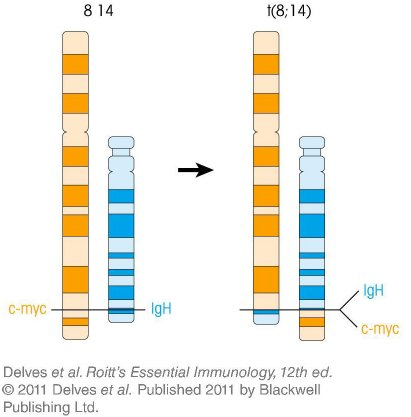 8 14
t(8;14)
c-myc
IgH
IgH
c-myc
Delves et al. Roitt's Essential Immunology, 12th ed.
© 2011 Delves et al. Published 2011 by Blackwell
Publishing Ltd.